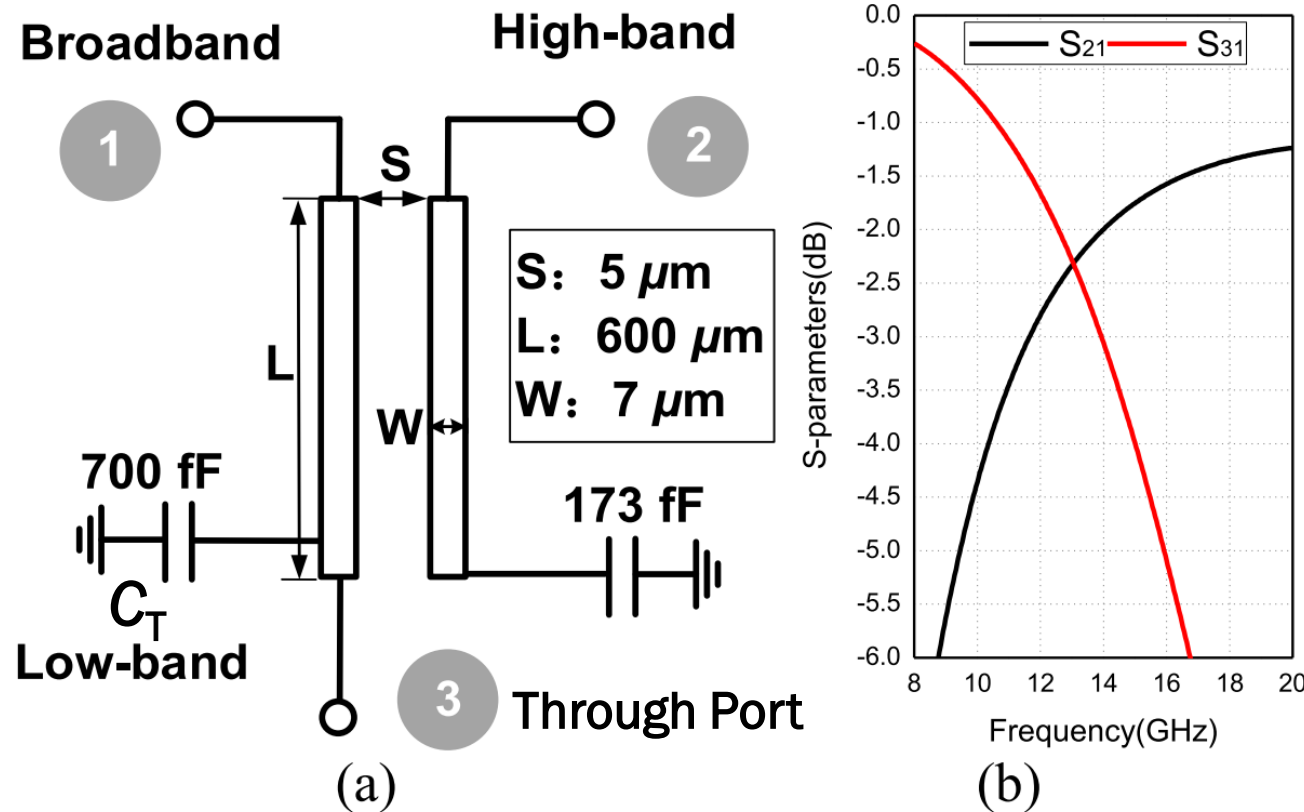 Broadband
High-band
1
2
S
L
W
S: 5 µm
L: 600 µm
W: 7 µm
700 fF
173 fF
CT
Low-band
3
Through Port
(a)
S21 S31
0.0
-0.5
-1.0
-1.5
-2.0
-2.5
-3.0
-3.5
-4.0
-4.5
-5.0
-5.5
-6.0
S-parameters(dB)
8 10 12 14 16 18 20
Frequency(GHz)
(b)